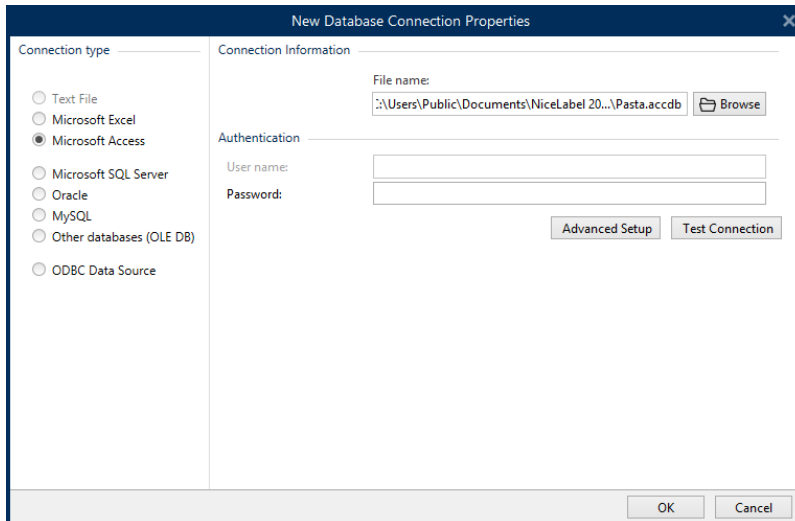 New Database Connection Properties
Connection type
Text File
Microsoft Excel
Microsoft Access
Microsoft SQL Server
Oracle
MySQL
Other databases (OLE DB)
ODBC Data Source
Connection Information
File name:
:\Users\Public\Documents\NiceLabel 20...\Pasta.accdb
Browse
Authentication
User name:
Password:
Advanced Setup
Test Connection
OK
Cancel